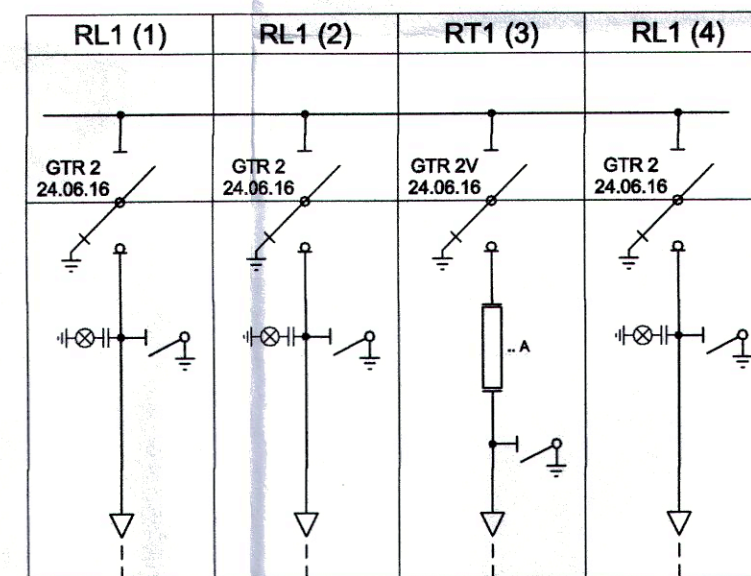 RL1 (1)
RL1 (2)
RT1 (3)
RL1 (4)
GTR 2
24.06.16
GTR 2
24.06.16
GTR 2V
24.06.16
GTR 2
24.06.16
.. A